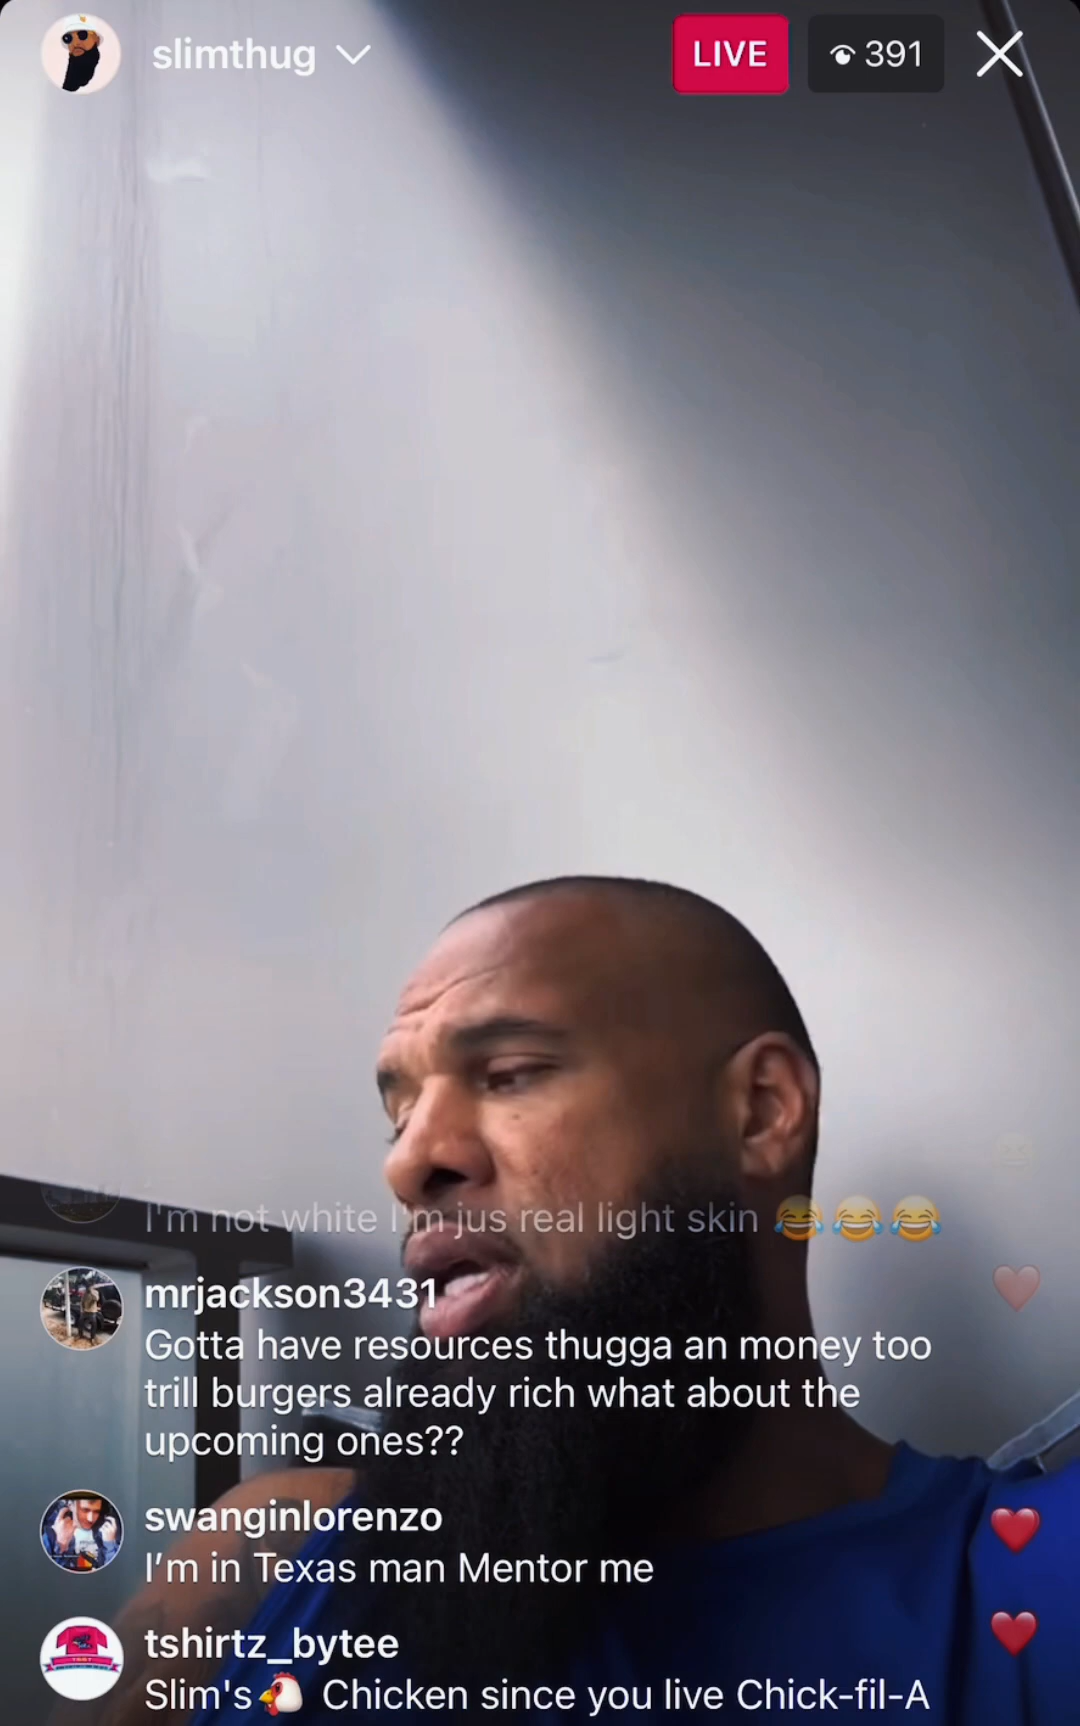 slimthug
LIVE
391
I'm not white I'm jus real light skin 😂😂😂
mrjackson3431
Gotta have resources thugga an money too
trill burgers already rich what about the
upcoming ones??
swanginlorenzo
I’m in Texas man Mentor me
tshirtz_bytee
Slim's🐔 Chicken since you live Chick-fil-A